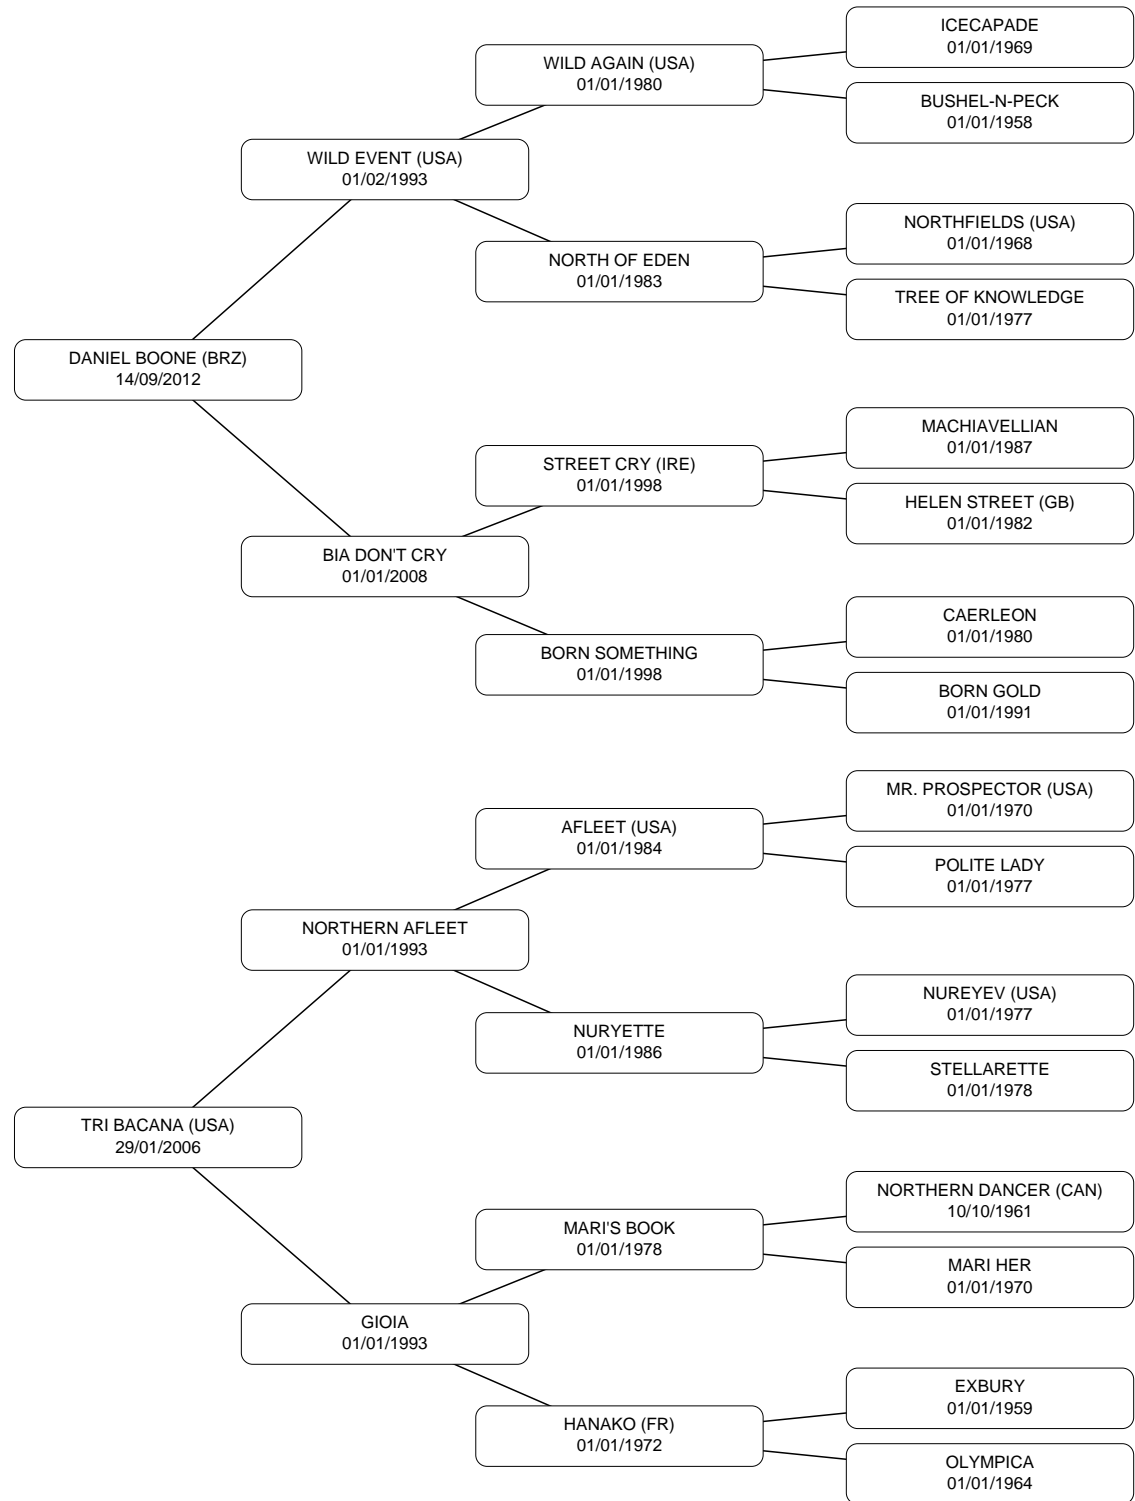 ICECAPADE
01/01/1969
WILD AGAIN (USA)
01/01/1980
BUSHEL-N-PECK
01/01/1958
WILD EVENT (USA)
01/02/1993
NORTHFIELDS (USA)
01/01/1968
NORTH OF EDEN
01/01/1983
TREE OF KNOWLEDGE
01/01/1977
DANIEL BOONE (BRZ)
14/09/2012
MACHIAVELLIAN
01/01/1987
STREET CRY (IRE)
01/01/1998
HELEN STREET (GB)
01/01/1982
BIA DON'T CRY
01/01/2008
CAERLEON
01/01/1980
BORN SOMETHING
01/01/1998
BORN GOLD
01/01/1991
MR. PROSPECTOR (USA)
01/01/1970
AFLEET (USA)
01/01/1984
POLITE LADY
01/01/1977
NORTHERN AFLEET
01/01/1993
NUREYEV (USA)
01/01/1977
NURYETTE
01/01/1986
STELLARETTE
01/01/1978
TRI BACANA (USA)
29/01/2006
NORTHERN DANCER (CAN)
10/10/1961
MARI'S BOOK
01/01/1978
MARI HER
01/01/1970
GIOIA
01/01/1993
EXBURY
01/01/1959
HANAKO (FR)
01/01/1972
OLYMPICA
01/01/1964